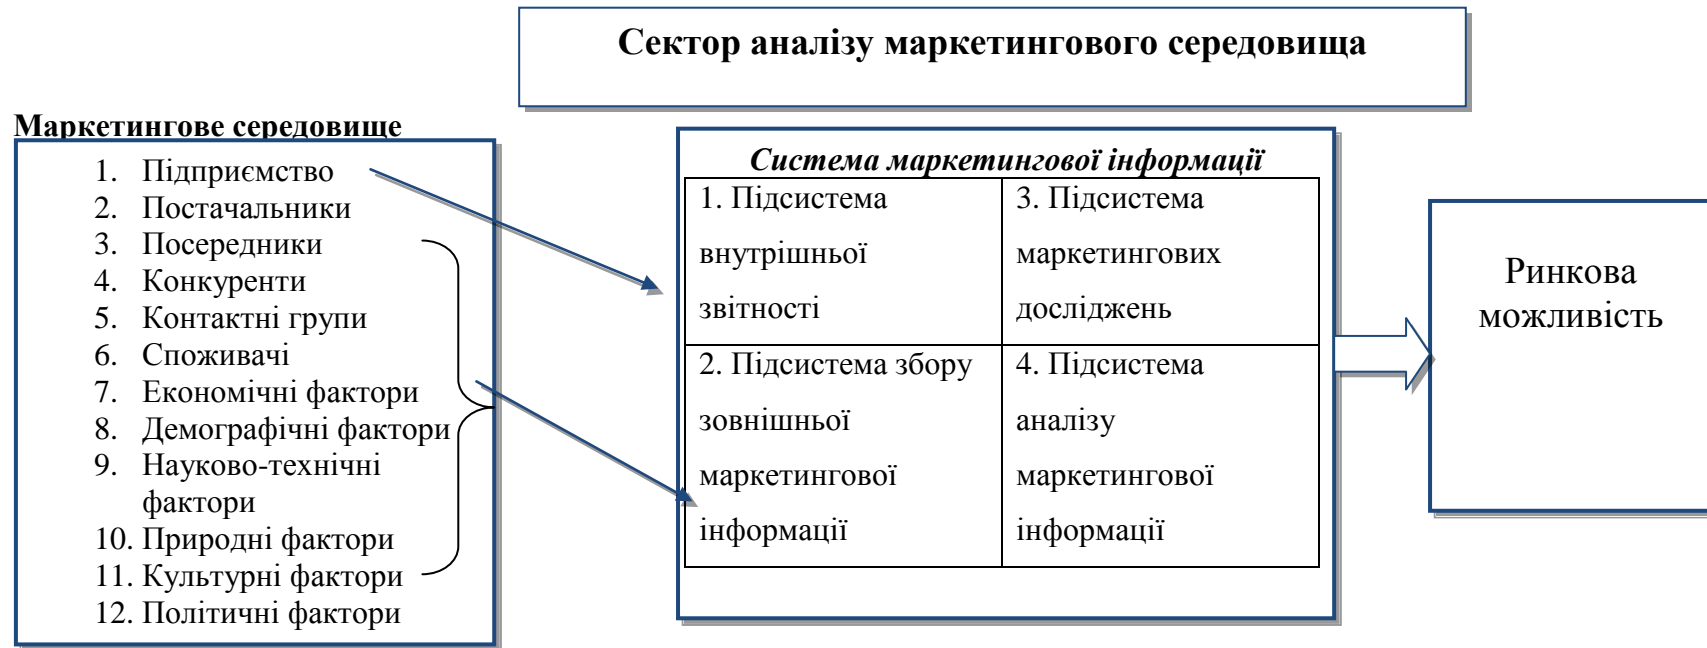 Сектор аналізу маркетингового середовища
Маркетингове середовище
1. Підприємство
2. Постачальники
3. Посередники
4. Конкуренти
5. Контактні групи
6. Споживачі
7. Економічні фактори
8. Демографічні фактори
9. Науково-технічні
фактори
10. Природні фактори
11. Культурні фактори
12. Політичні фактори
Система маркетингової інформації
1. Підсистема
внутрішньої
звітності
3. Підсистема
маркетингових
досліджень
2. Підсистема збору
зовнішньої
маркетингової
інформації
4. Підсистема
аналізу
маркетингової
інформації
Ринкова
можливість